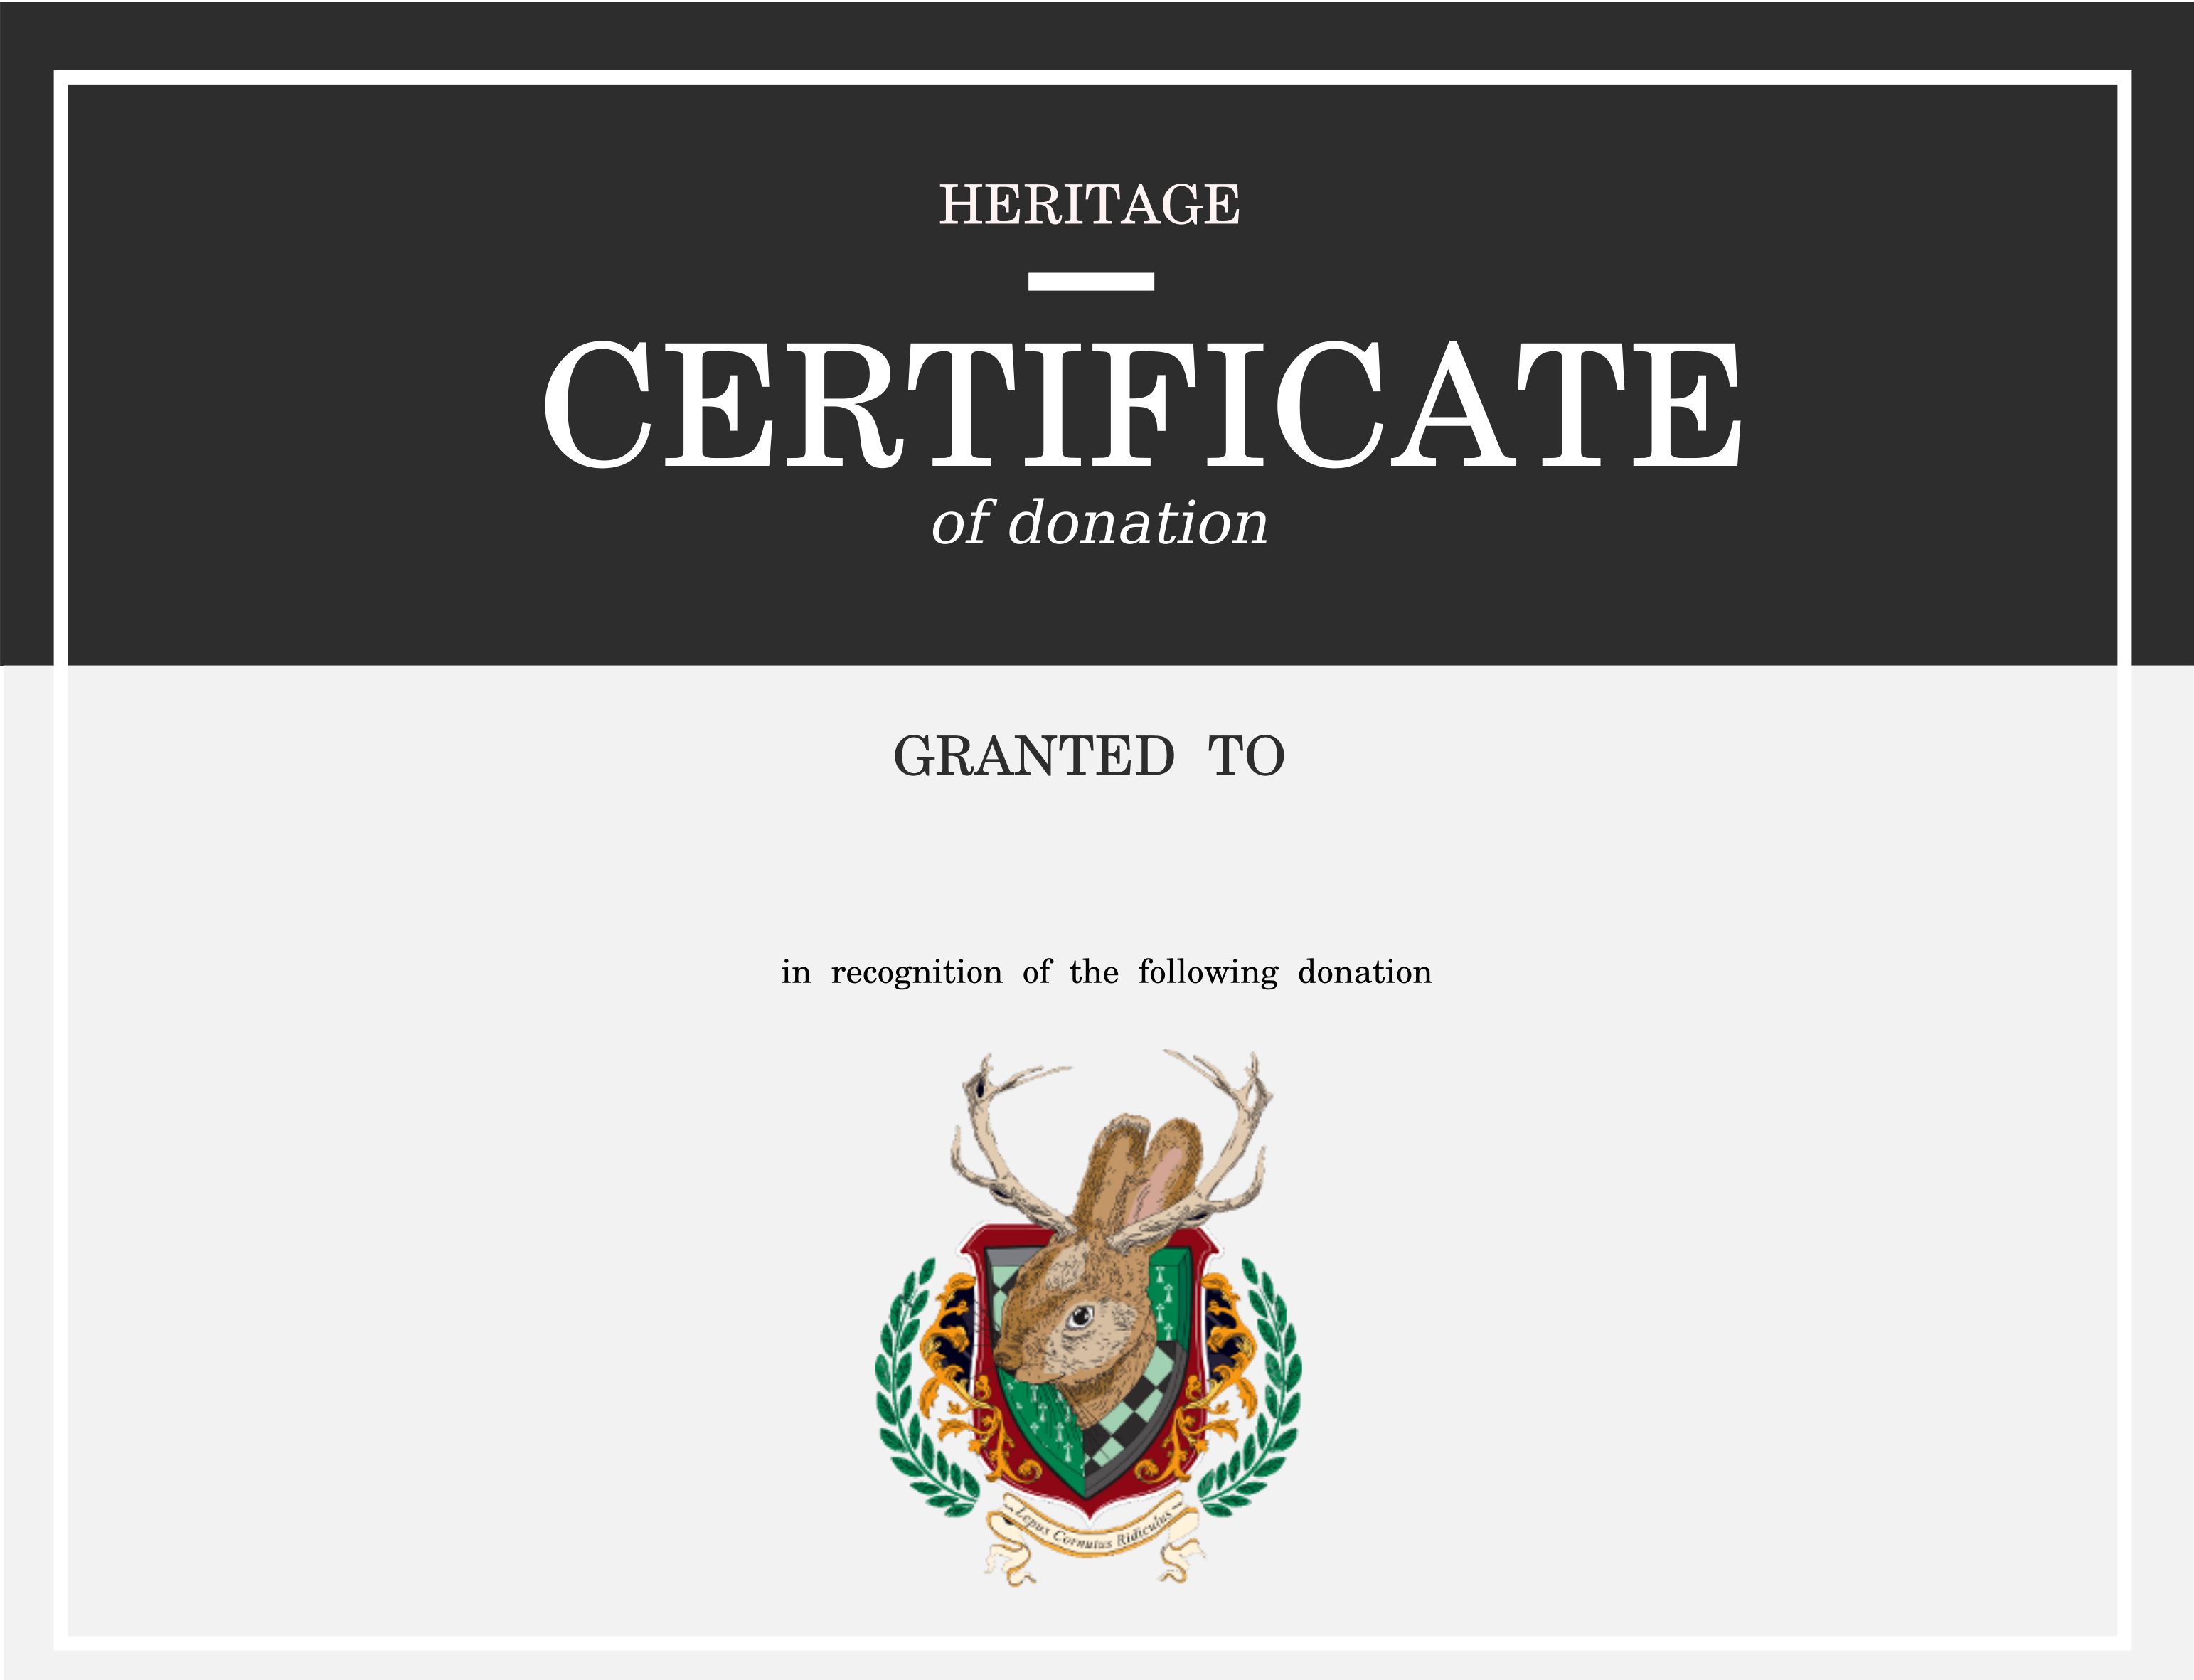 HERITAGE
CERTIFICATE
of donation
GRANTED TO
in recognition of the following donation
Lepus Cornutus Ridiculus